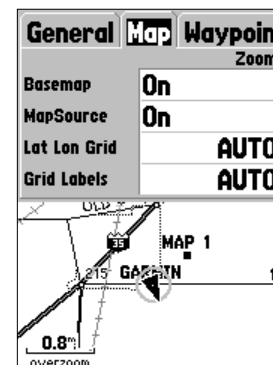 General Map Waypoin
Zoom
Basemap On
MapSource On
Lat Lon Grid AUTO
Grid Labels AUTO
35
MAP 1
215 GARMIN 1
0.8
overzoom